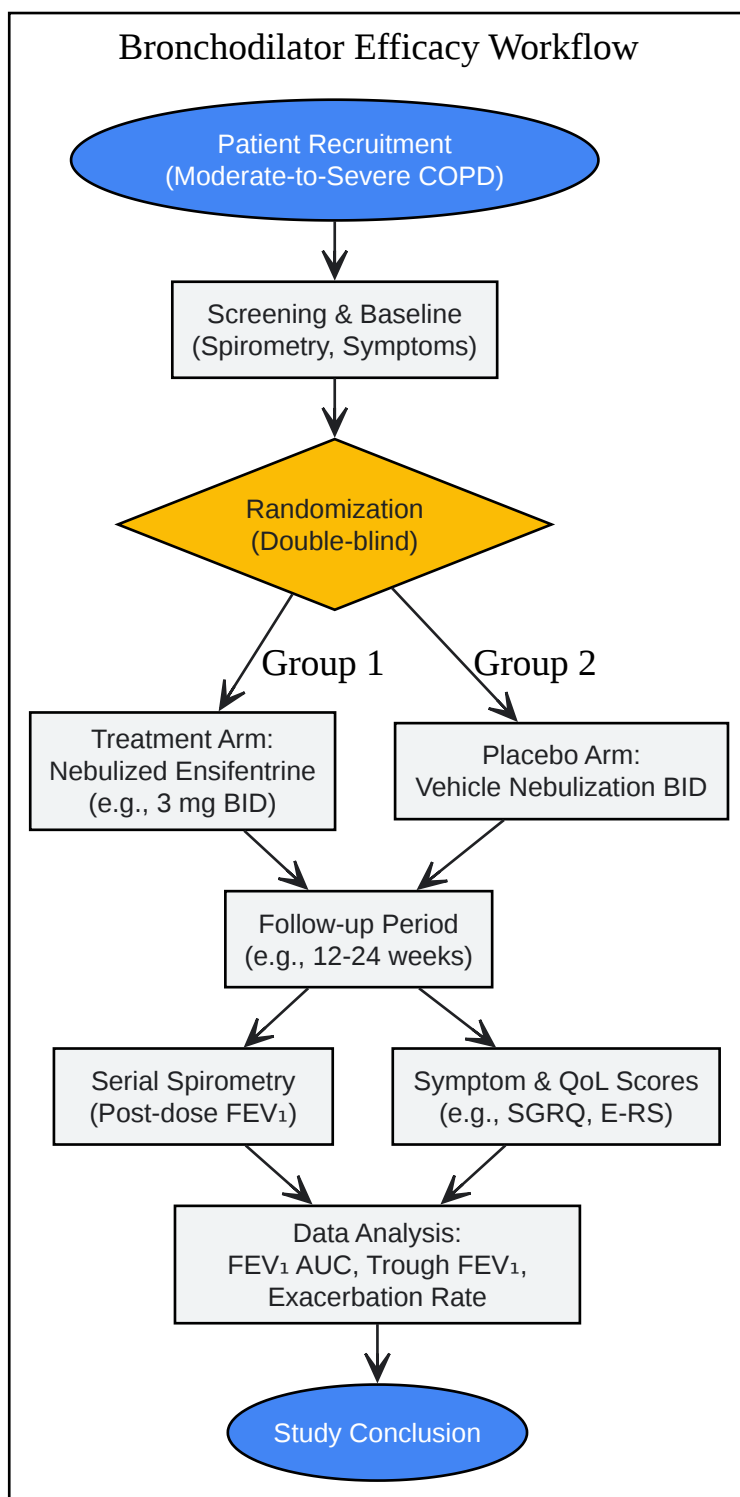 Bronchodilator Efficacy Workflow
Patient Recruitment
(Moderate-to-Severe COPD)
Screening & Baseline
(Spirometry, Symptoms)
Randomization
(Double-blind)
Group 1
Group 2
Treatment Arm:
Nebulized Ensifentrine
(e.g., 3 mg BID)
Placebo Arm:
Vehicle Nebulization BID
Follow-up Period
(e.g., 12-24 weeks)
Serial Spirometry
(Post-dose FEV₁)
Symptom & QoL Scores
(e.g., SGRQ, E-RS)
Data Analysis:
FEV₁ AUC, Trough FEV₁,
Exacerbation Rate
Study Conclusion